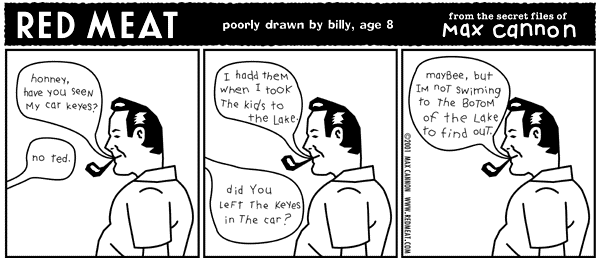 RED MEAT
poorly drawn by billy, age 8
from the secret files of
Max cannon
honney,
have you seen
My car keyes?
no ted.
I hadd them
when I took
The kids to
the Lake.
did You
Left The Keyes
in The car?
mayBee, but
IM not swiming
to The BoTom
of the Lake
to find out.
©2001 MAX CANNON WWW.REDMEAT.COM